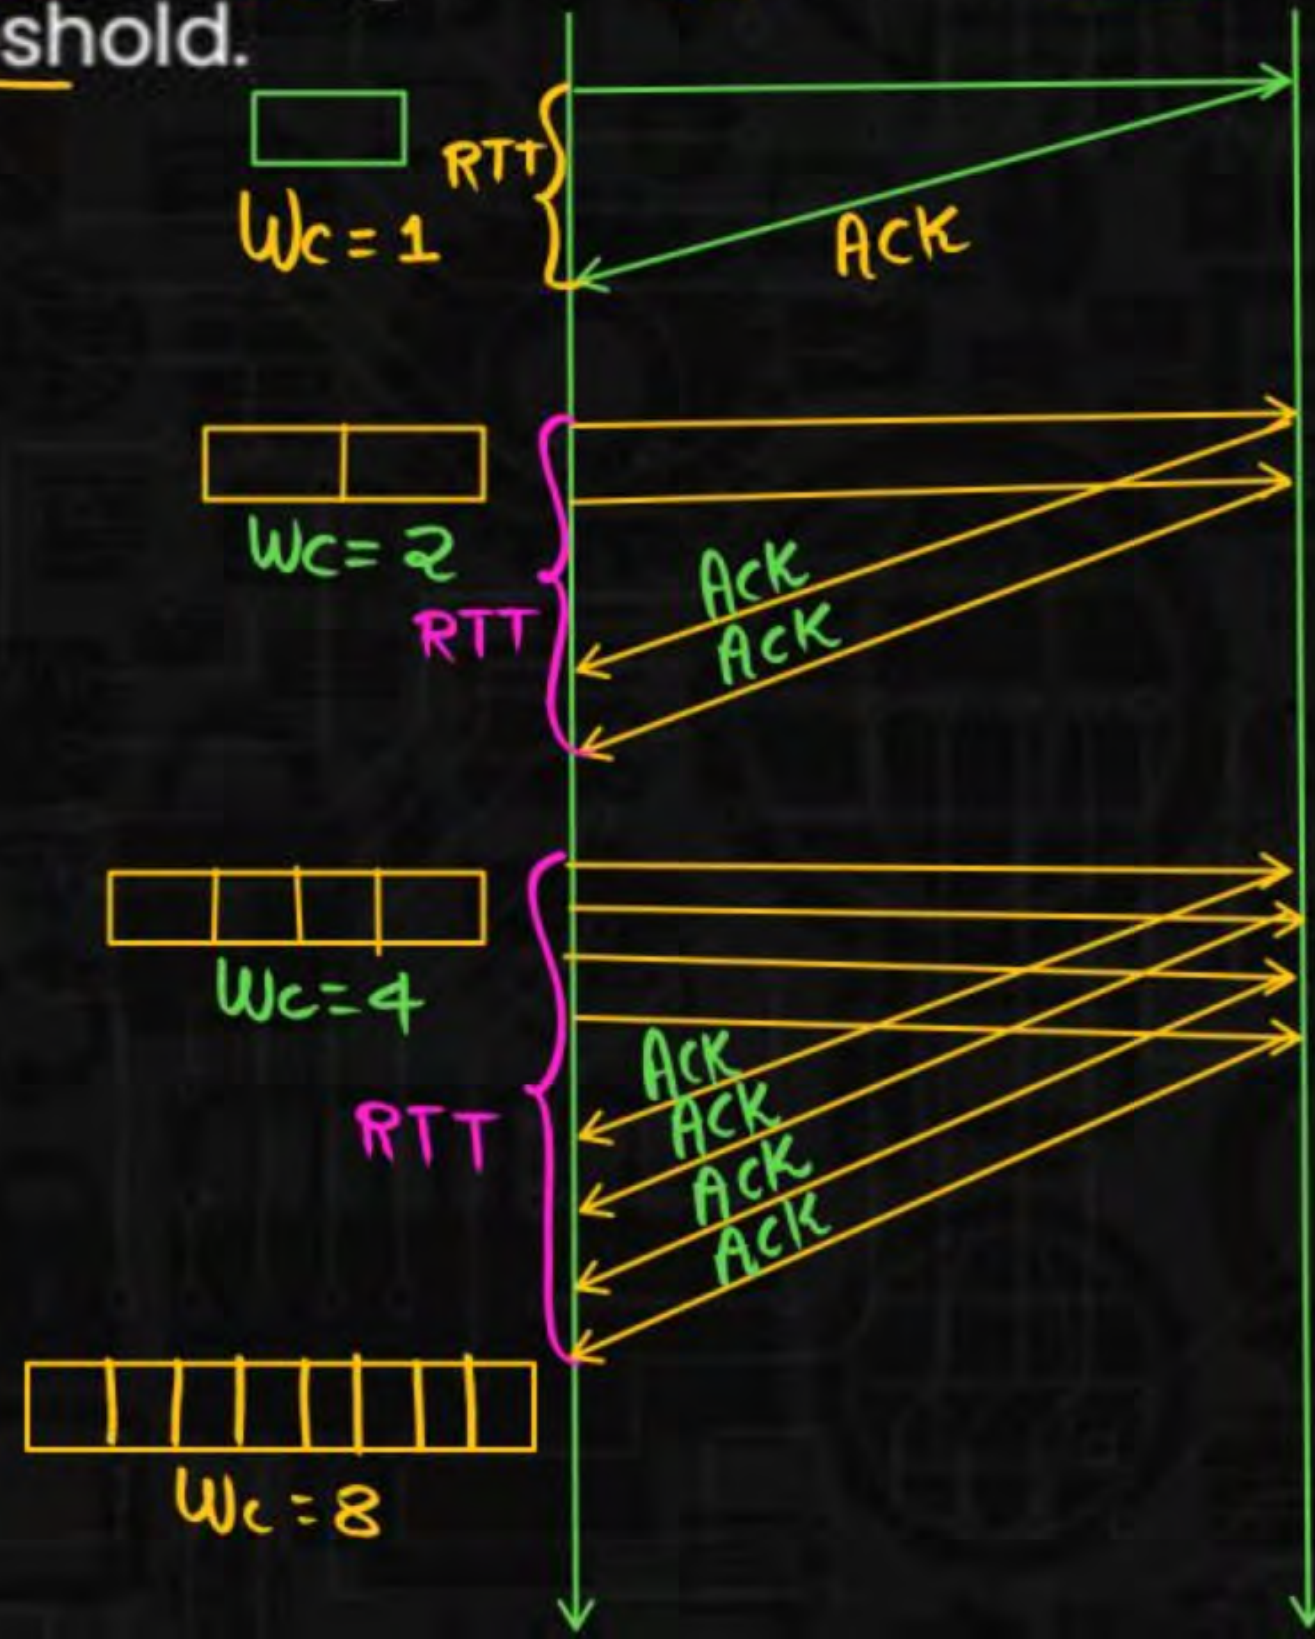 shold.
RTT
Wc = 1
ACK
Wc = 2
Ack
Ack
RTT
Wc = 4
Ack
RTT
Ack
Ack
Ack
Wc = 8